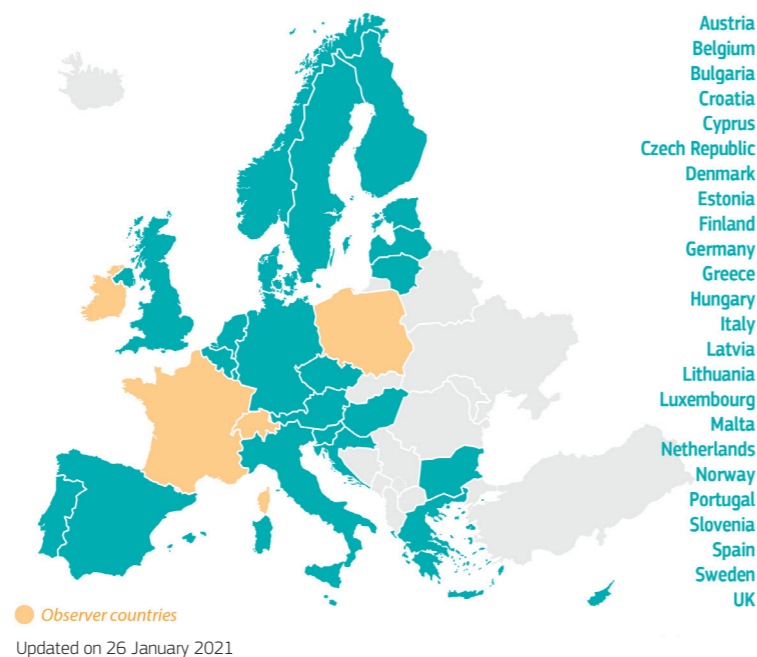 Austria
Belgium
Bulgaria
Croatia
Cyprus
Czech Republic
Denmark
Estonia
Finland
Germany
Greece
Hungary
Italy
Latvia
Lithuania
Luxembourg
Malta
Netherlands
Norway
Portugal
Slovenia
Spain
Sweden
UK
Observer countries
Updated on 26 January 2021